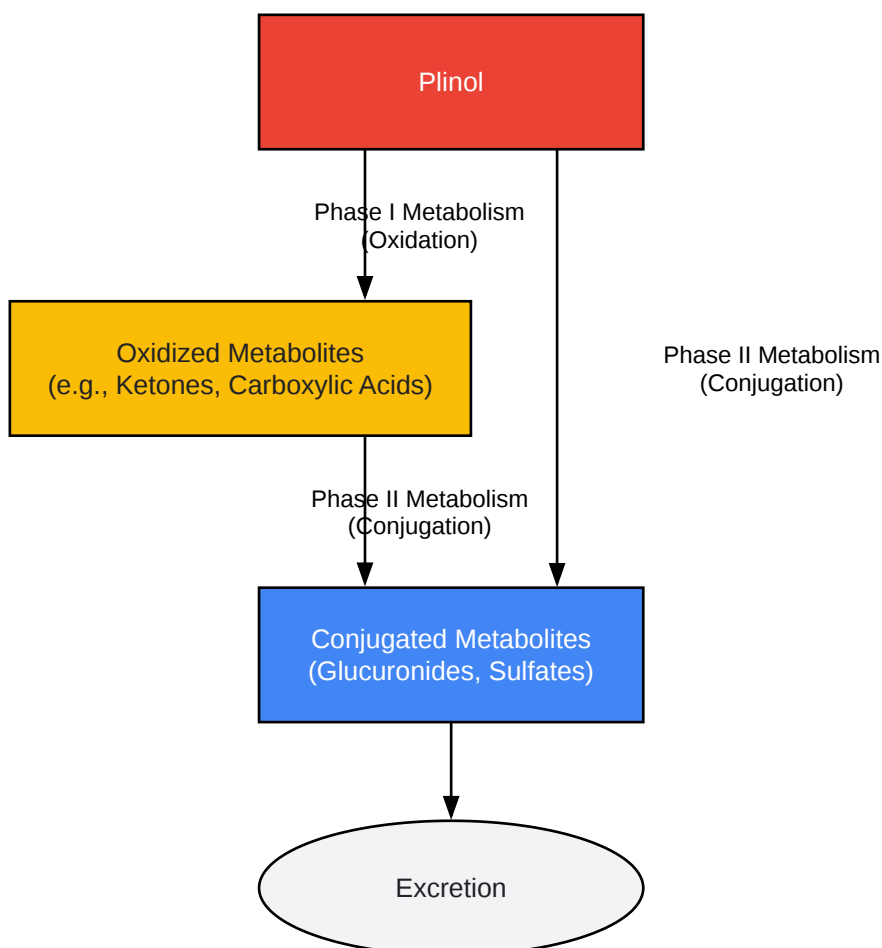 Plinol
Phase I Metabolism
(Oxidation)
Oxidized Metabolites
(e.g., Ketones, Carboxylic Acids)
Phase II Metabolism
(Conjugation)
Phase II Metabolism
(Conjugation)
Conjugated Metabolites
(Glucuronides, Sulfates)
Excretion